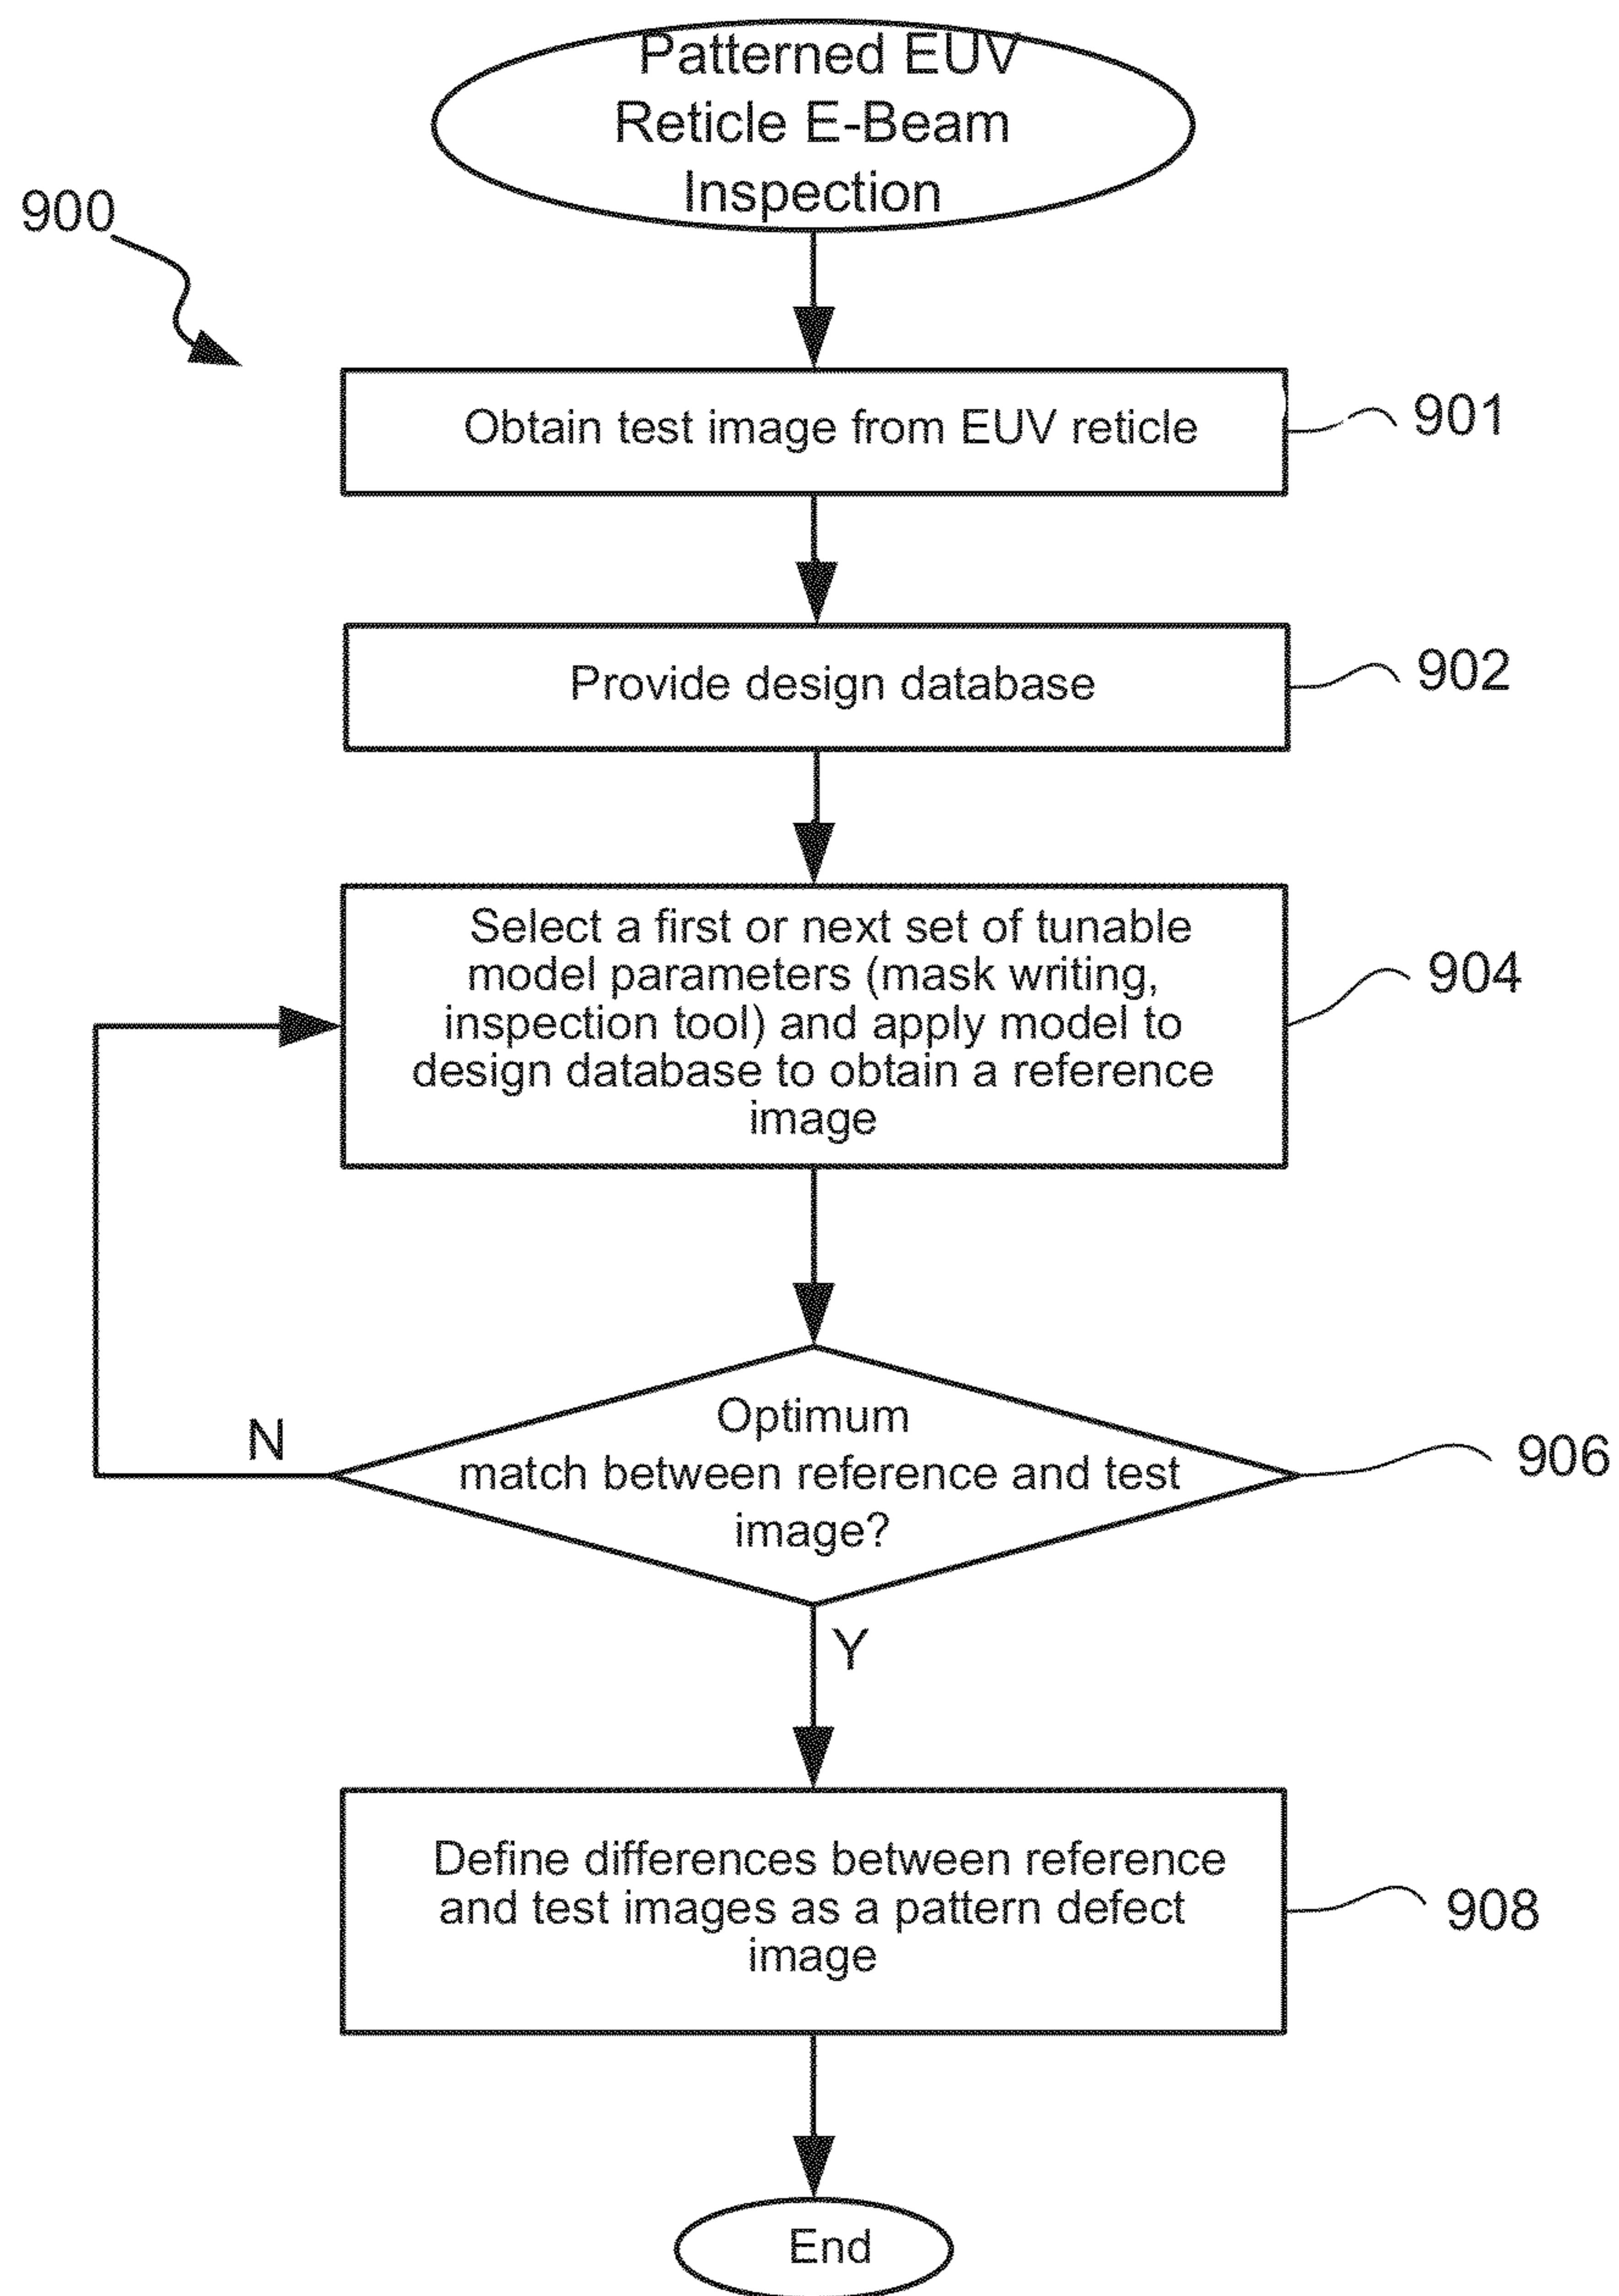 Patterned EUV
Reticle E-Beam
Inspection
900
Obtain test image from EUV reticle
901
Provide design database
902
Select a first or next set of tunable
model parameters (mask writing,
inspection tool) and apply model to
design database to obtain a reference
image
904
Optimum
match between reference and test
image?
906
N
Y
Define differences between reference
and test images as a pattern defect
image
908
End